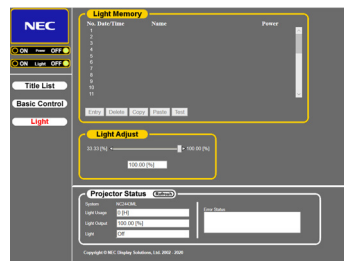 NEC
ON Power OFF
ON Light OFF
Title List
Basic Control
Light
Light Memory
No. Date/Time Name Power
1
2
3
4
5
6
7
8
9
10
11
Entry Delete Copy Paste Test
Light Adjust
33.33 [%] 100.00 [%]
100.00 [%]
Projector Status (Refresh)
System
Light Usage 0 [H]
Light Output 100.00 [%]
Light Off
Error Status
Copyright © NEC Display Solutions, Ltd. 2002 - 2020